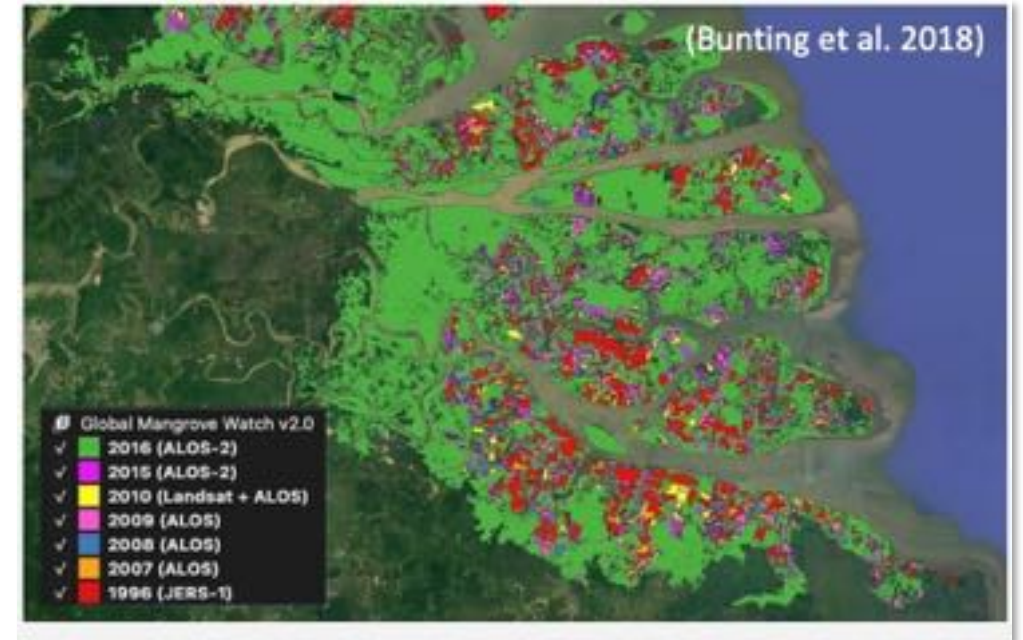 (Bunting et al. 2018)
Global Mangrove Watch v2.0
2016 (ALOS-2)
2015 (ALOS-2)
2010 (Landsat + ALOS)
2009 (ALOS)
2008 (ALOS)
2007 (ALOS)
1996 (JERS-1)